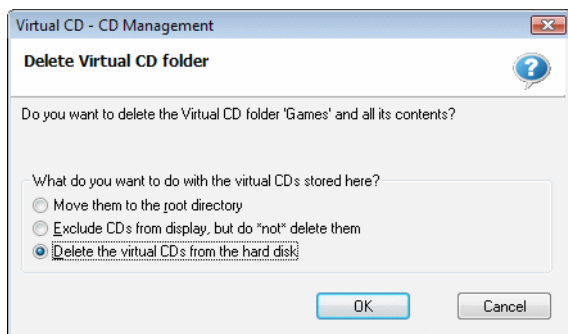 Virtual CD - CD Management
Delete Virtual CD folder
Do you want to delete the Virtual CD folder 'Games' and all its contents?
What do you want to do with the virtual CDs stored here?
Move them to the root directory
Exclude CDs from display, but do *not* delete them
Delete the virtual CDs from the hard disk
OK Cancel